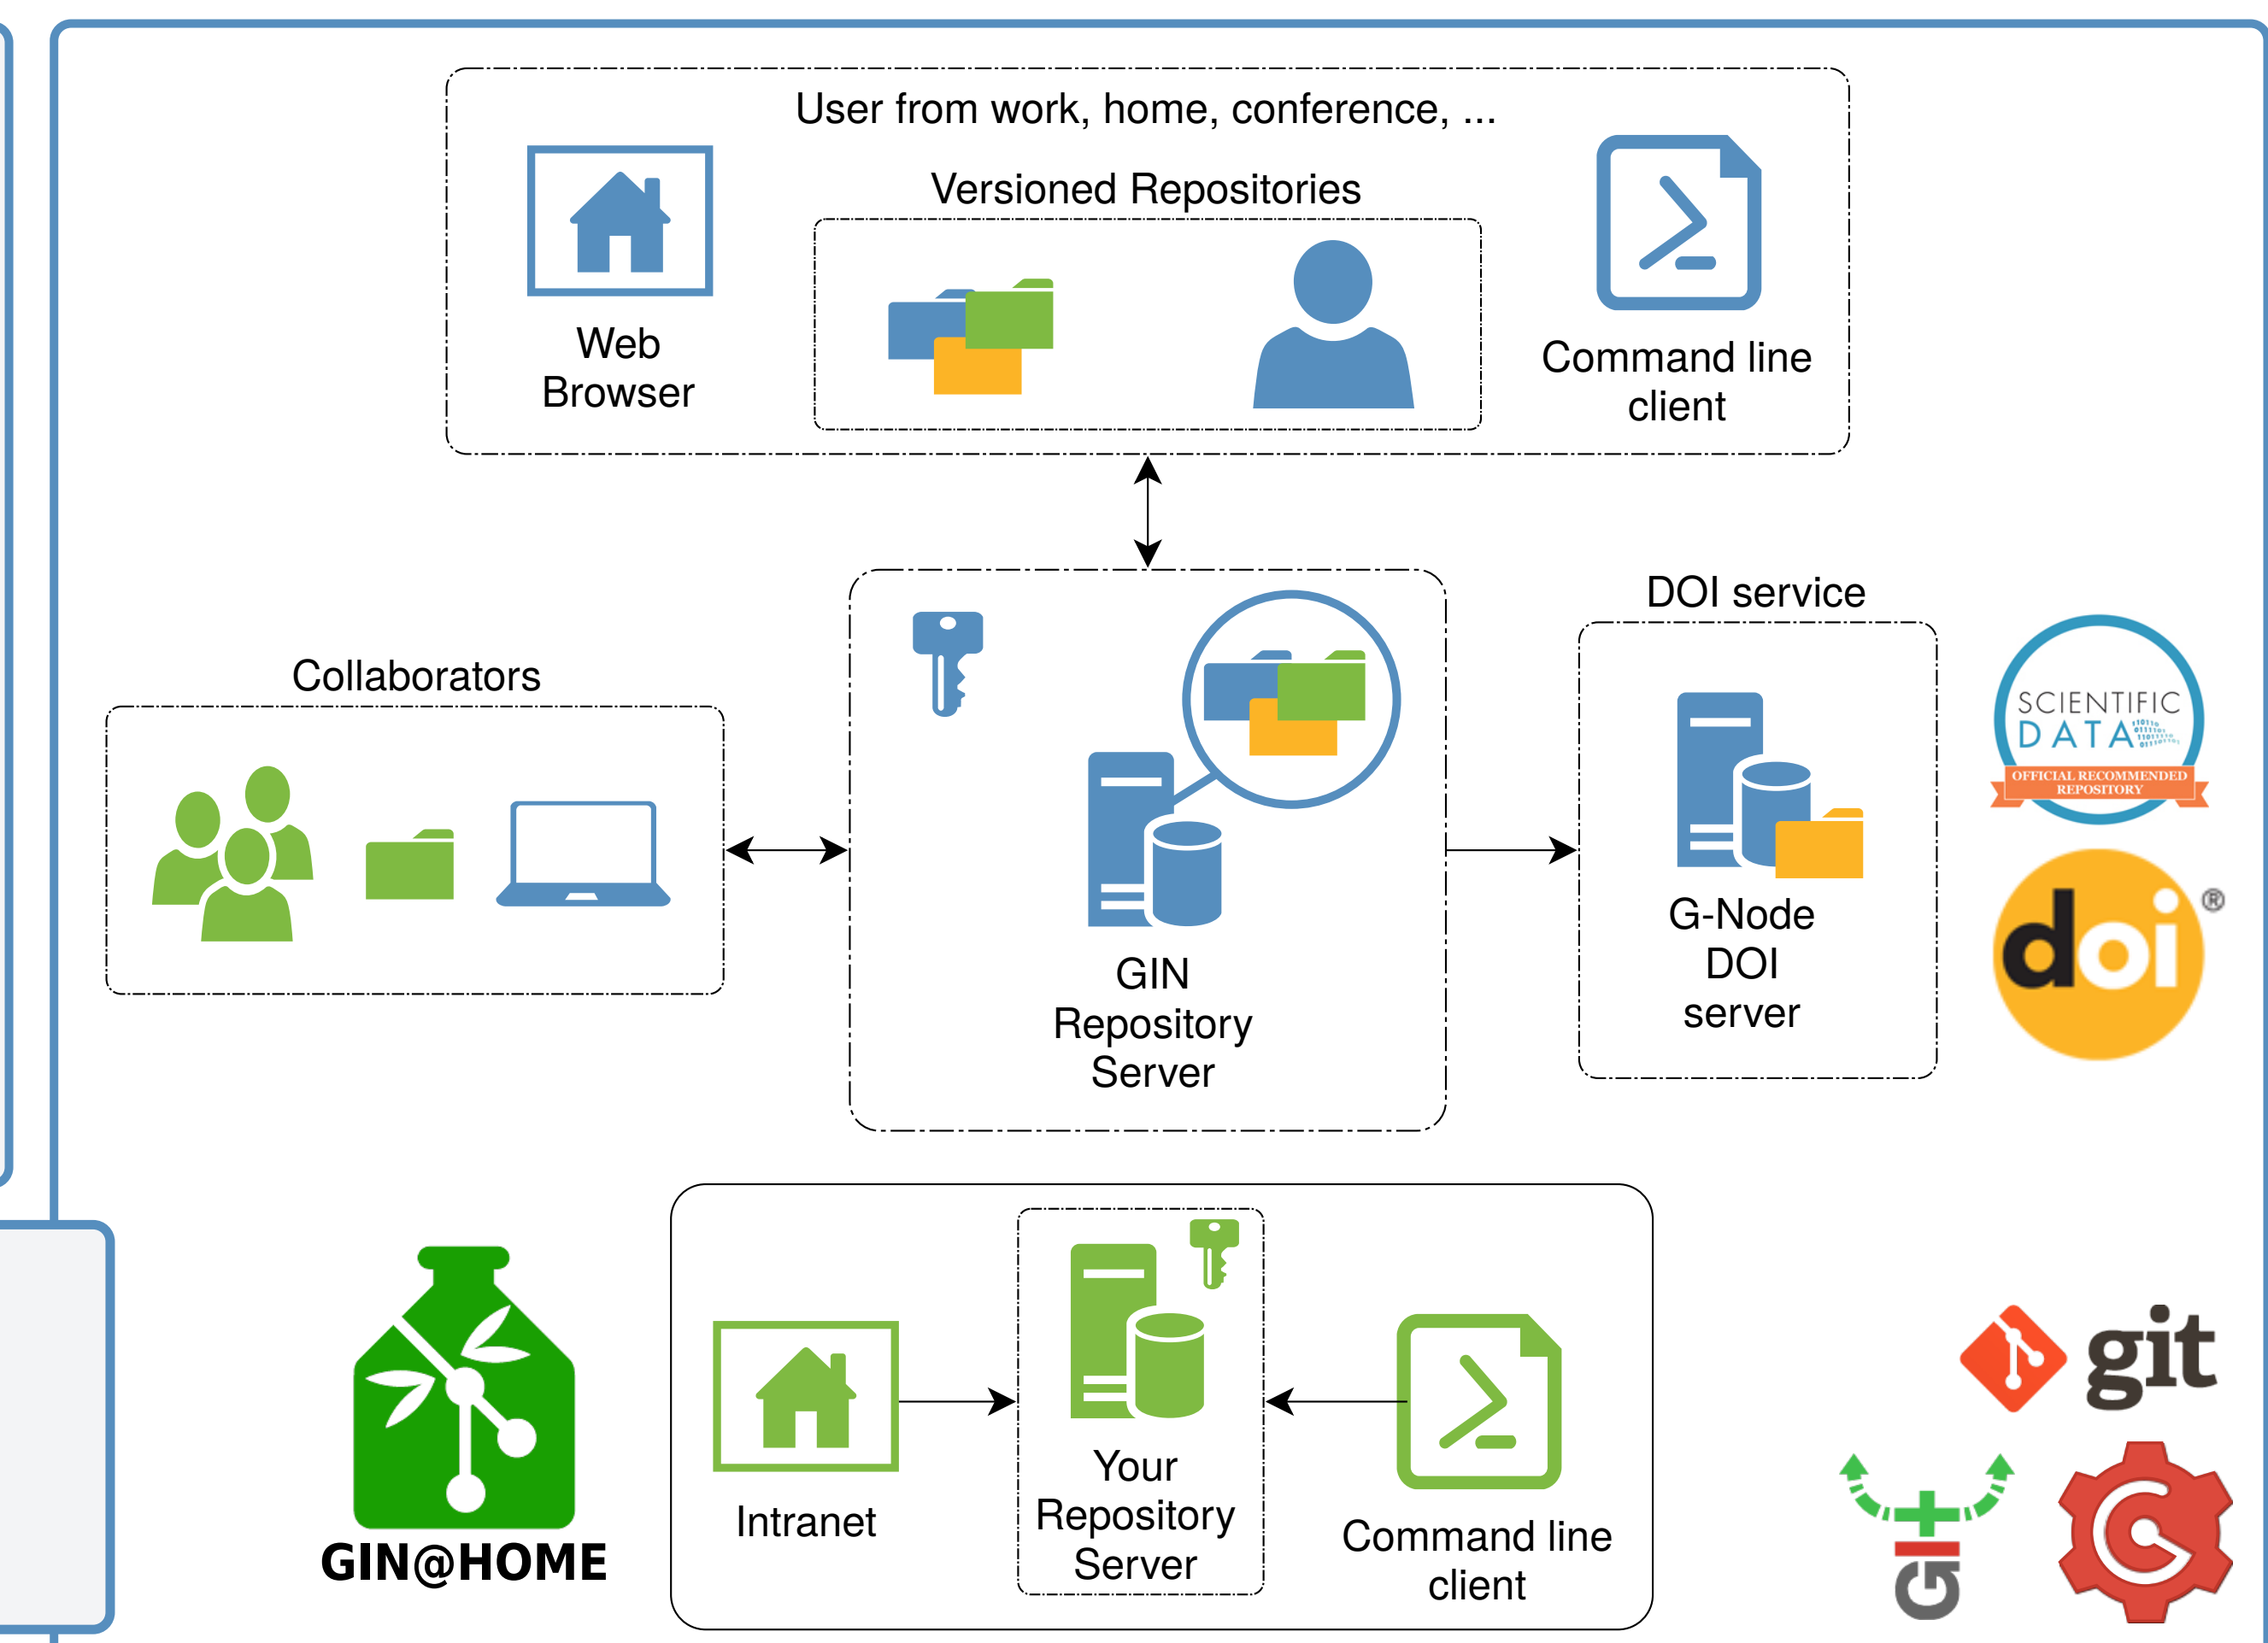 User from work, home, conference, ...
Versioned Repositories
Web
Browser
Command line
client
DOI service
Collaborators
SCIENTIFIC
DATA
OFFICIAL RECOMMENDED
REPOSITORY
G-Node
DOI
server
doi®
GIN
Repository
Server
GIN@HOME
Intranet
Your
Repository
Server
Command line
client
git
GIT